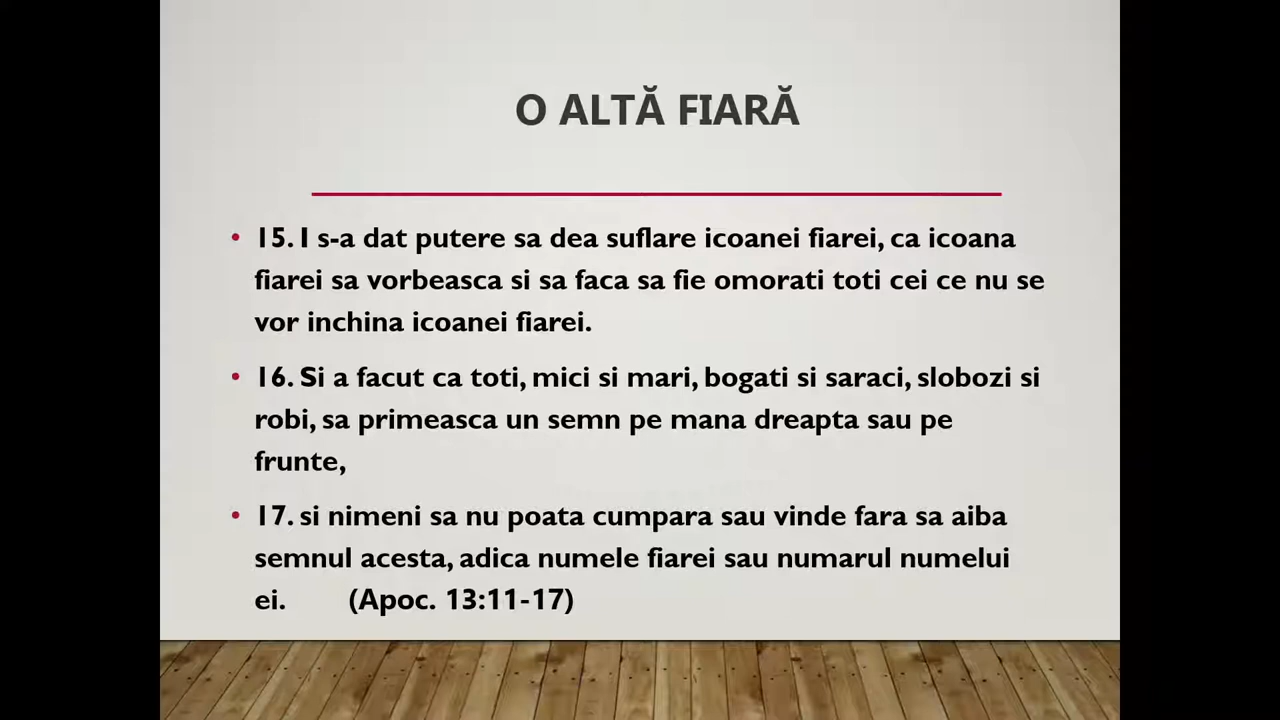 O ALTĂ FIARĂ
• 15. I s-a dat putere sa dea suflare icoanei fiarei, ca icoana
fiarei sa vorbeasca si sa faca sa fie omorati toti cei ce nu se
vor inchina icoanei fiarei.
• 16. Si a facut ca toti, mici si mari, bogati si saraci, slobozi si
robi, sa primeasca un semn pe mana dreapta sau pe
frunte,
• 17. si nimeni sa nu poata cumpara sau vinde fara sa aiba
semnul acesta, adica numele fiarei sau numarul numelui
ei. (Apoc. 13:11-17)